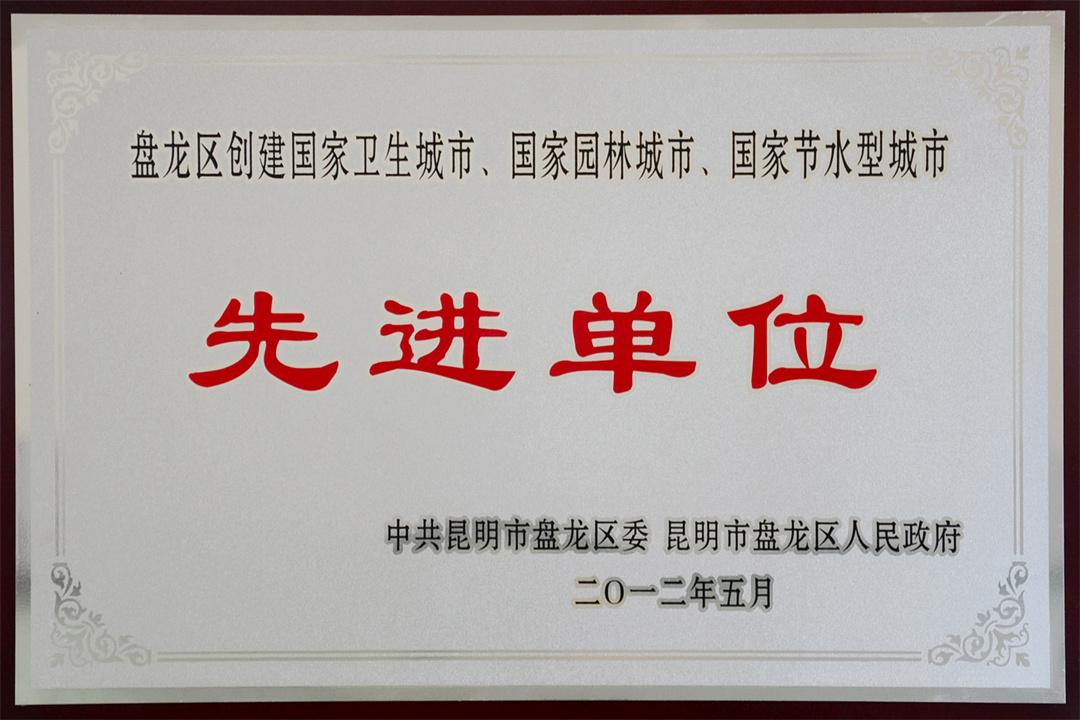 盘龙区创建国家卫生城市、国家园林城市、国家节水型城市
先进单位
中共昆明市盘龙区委 昆明市盘龙区人民政府
二〇一二年五月